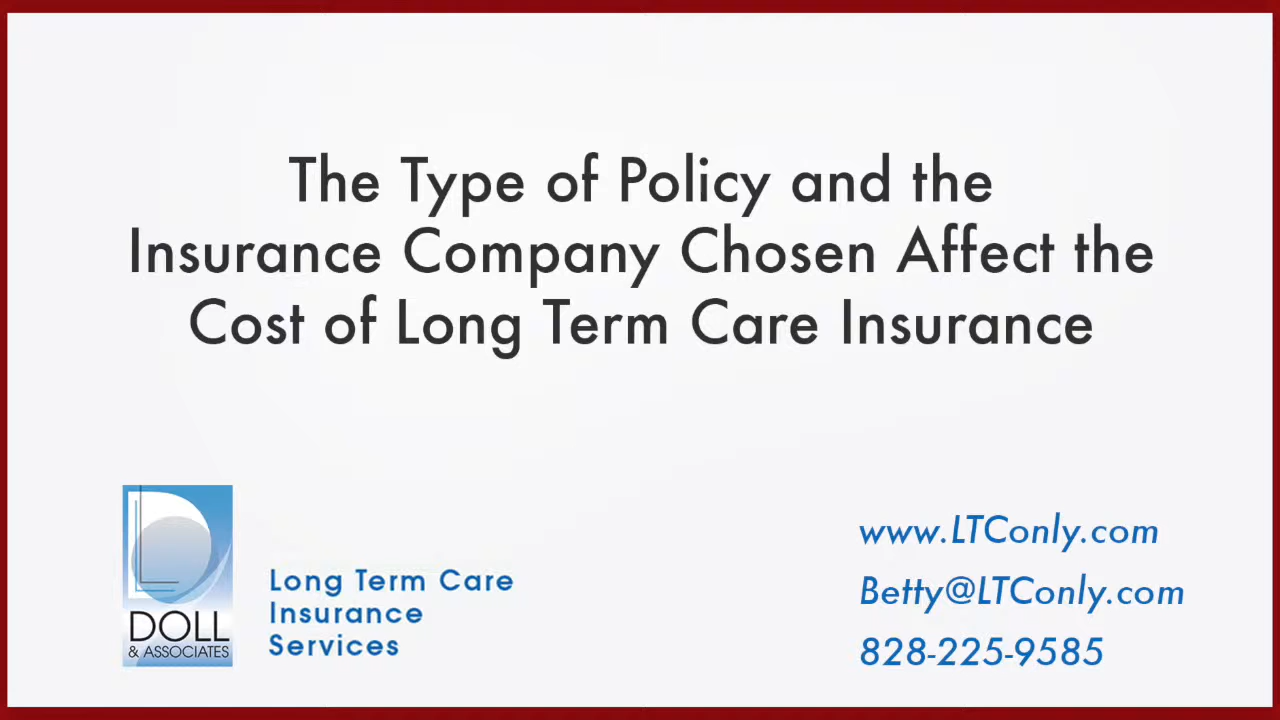 The Type of Policy and the
Insurance Company Chosen Affect the
Cost of Long Term Care Insurance
DOLL
& ASSOCIATES
Long Term Care
Insurance
Services
www.LTConly.com
Betty@LTConly.com
828-225-9585